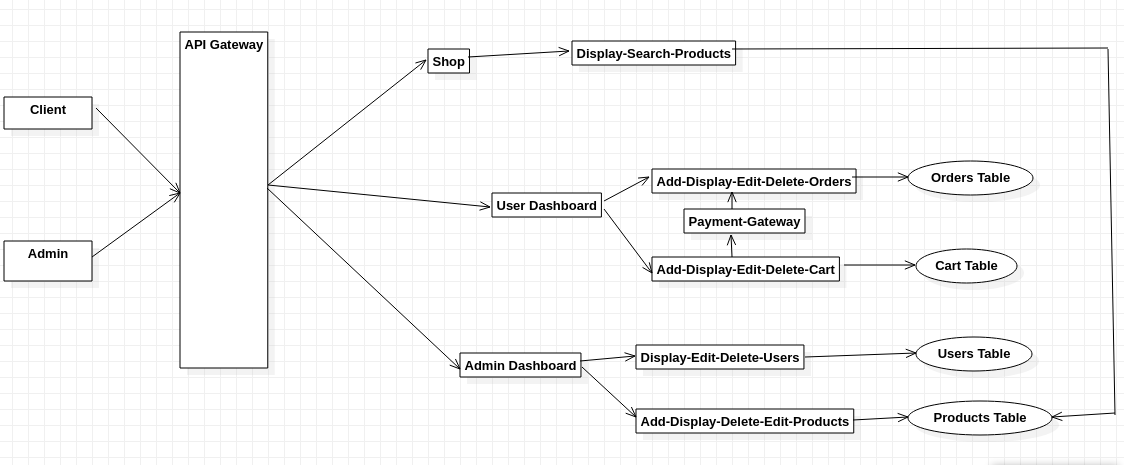 API Gateway
Client
Admin
Shop
Display-Search-Products
User Dashboard
Add-Display-Edit-Delete-Orders
Orders Table
Payment-Gateway
Add-Display-Edit-Delete-Cart
Cart Table
Admin Dashboard
Display-Edit-Delete-Users
Users Table
Add-Display-Delete-Edit-Products
Products Table